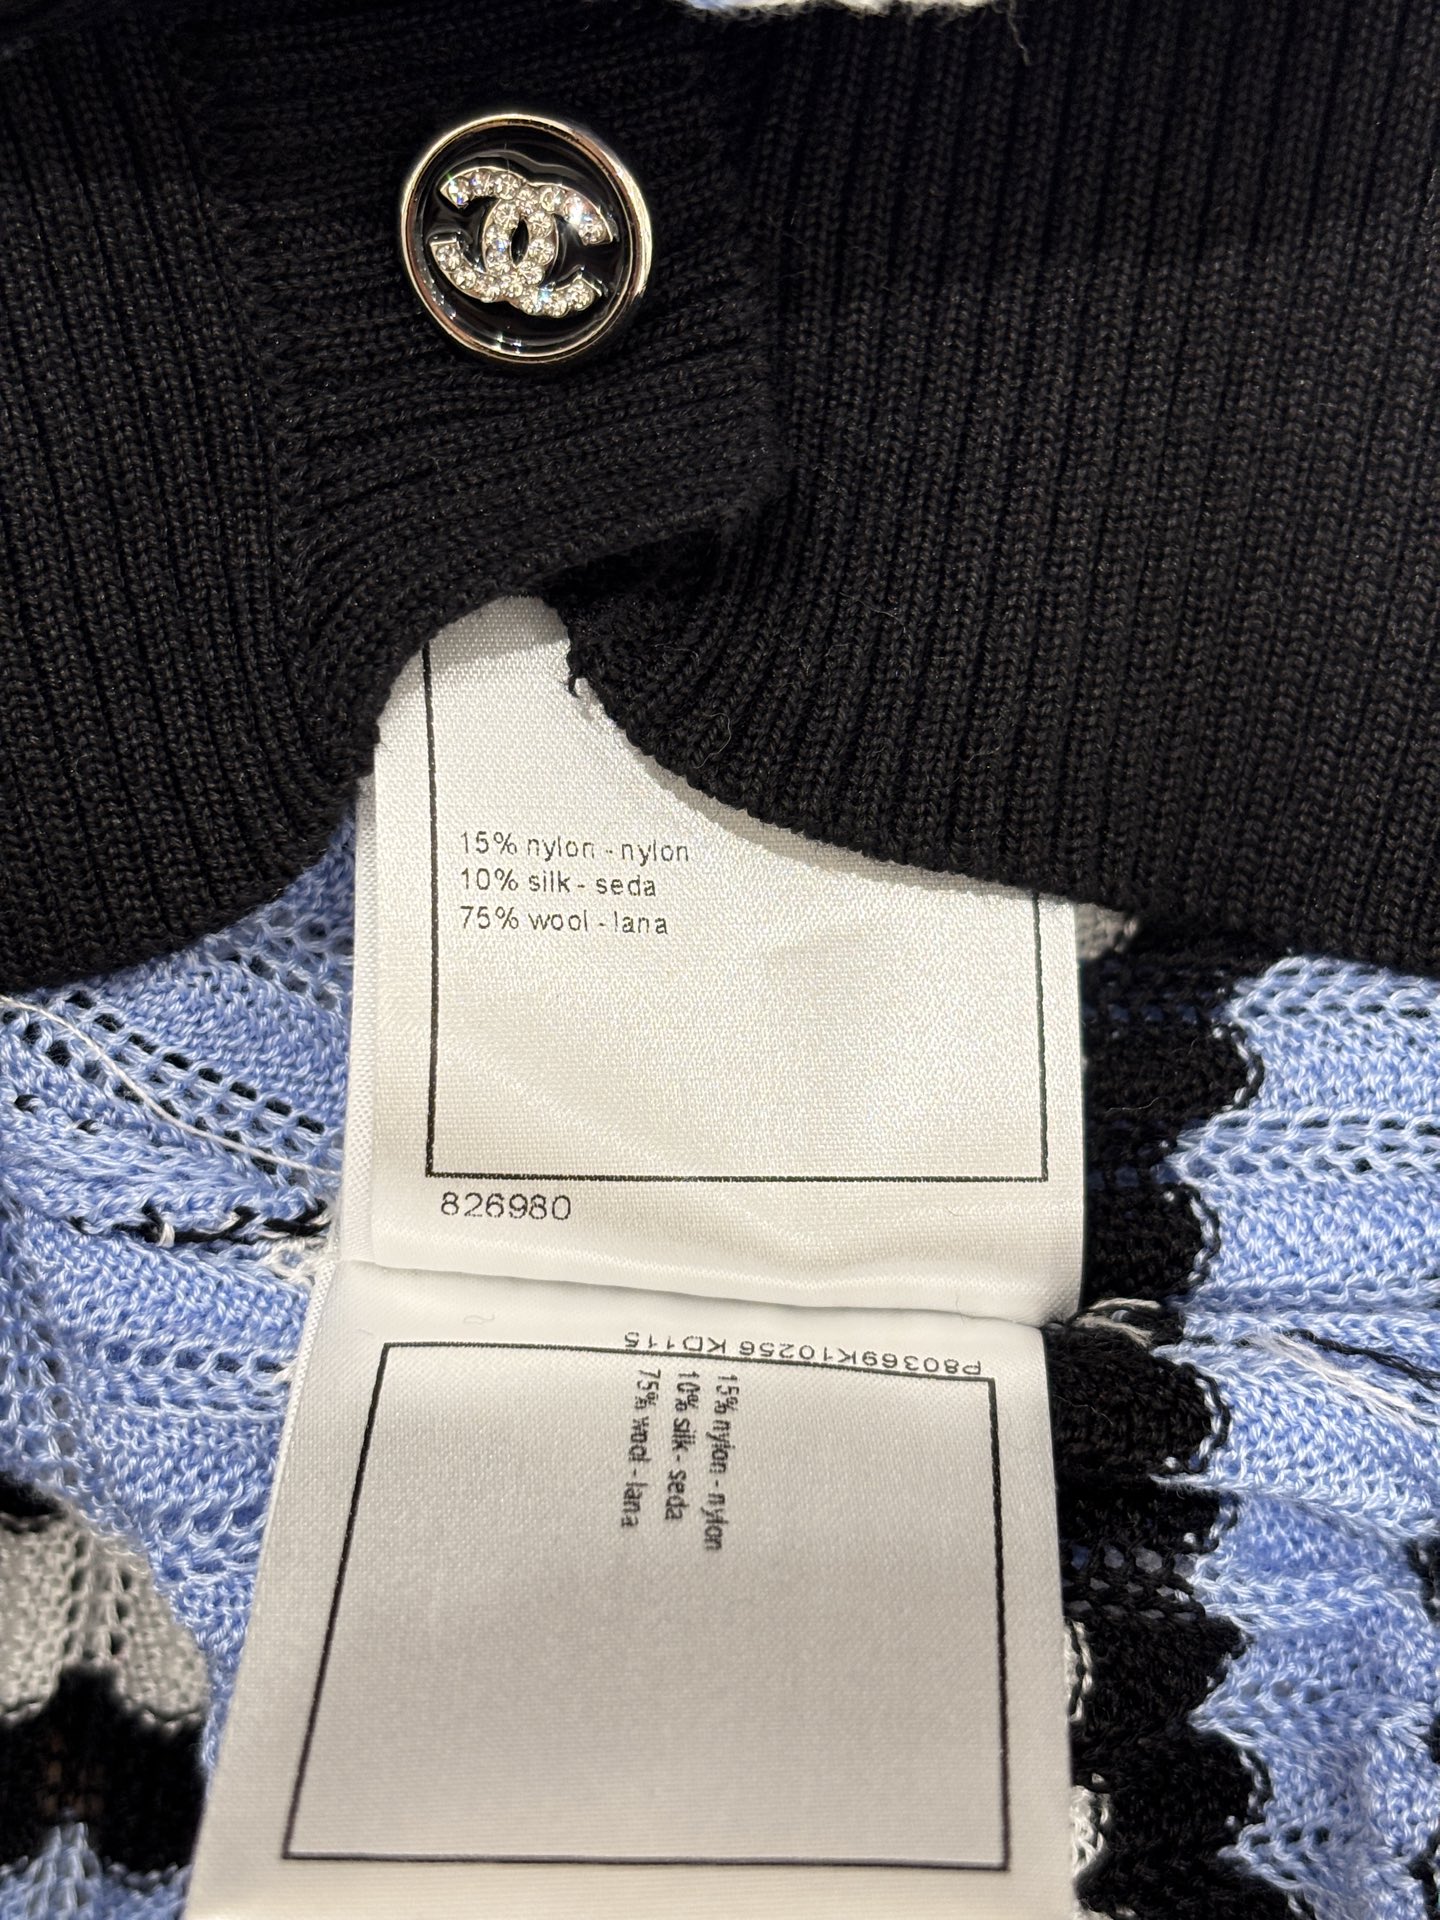 15% nylon - nylon
10% silk - seda
75% wool - lana
826980
P80369K10256 KD115
15% nylon - nylon
10% silk - seda
75% wool - lana